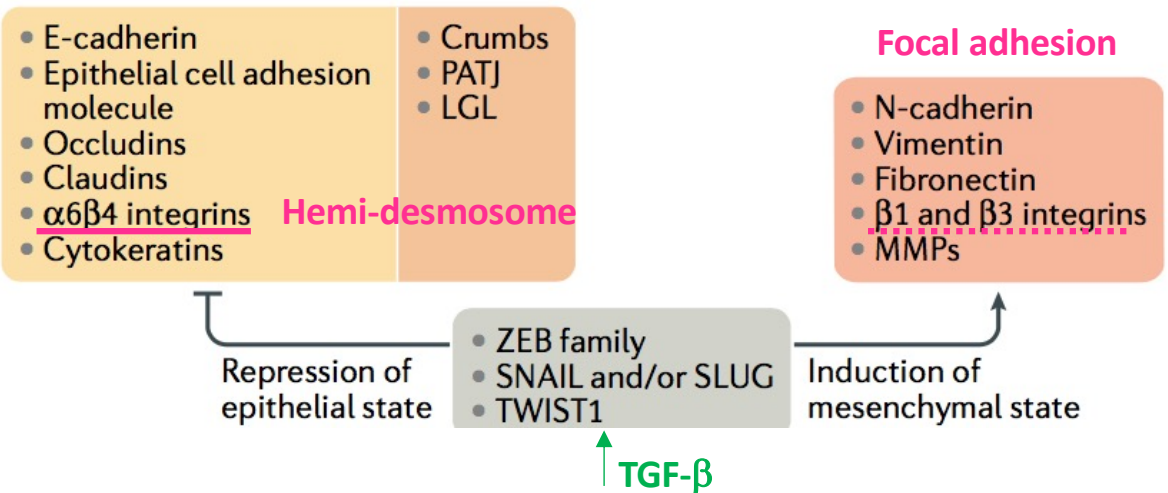 • E-cadherin
• Epithelial cell adhesion
molecule
• Occludins
• Claudins
• α6β4 integrins
• Cytokeratins
Hemi-desmosome
• Crumbs
• PATJ
• LGL
Focal adhesion
• N-cadherin
• Vimentin
• Fibronectin
• β1 and β3 integrins
• MMPs
Repression of
epithelial state
• ZEB family
• SNAIL and/or SLUG
• TWIST1
Induction of
mesenchymal state
TGF-β